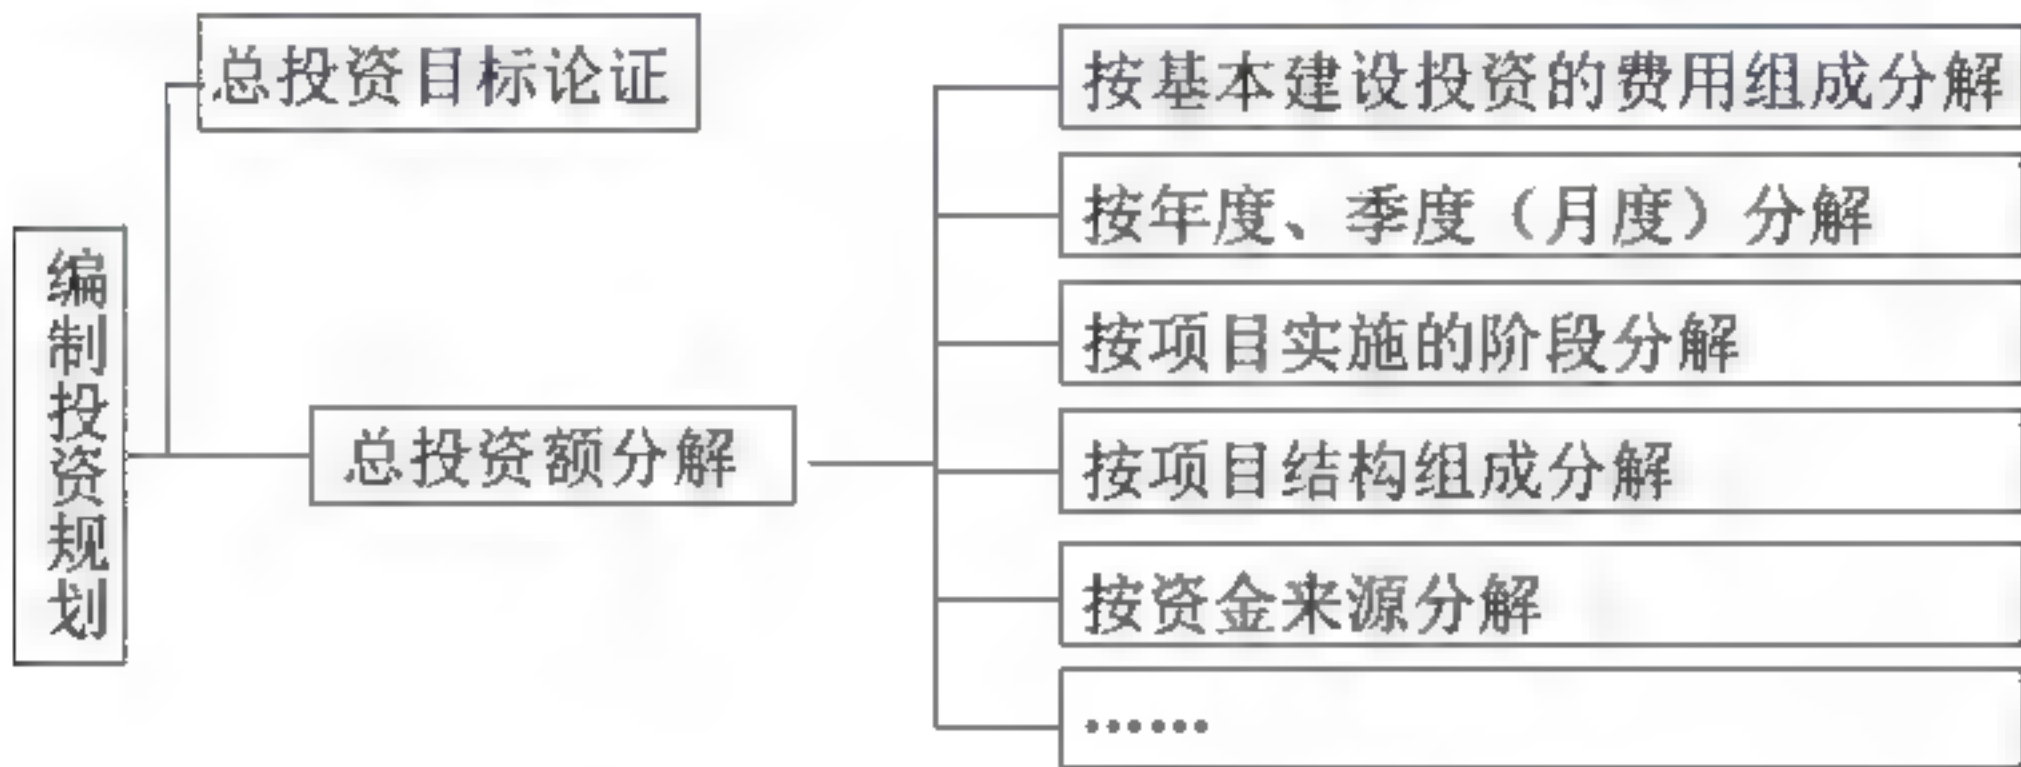 编制投资规划
总投资目标论证
总投资额分解
按基本建设投资的费用组成分解
按年度、季度（月度）分解
按项目实施的阶段分解
按项目结构组成分解
按资金来源分解
……